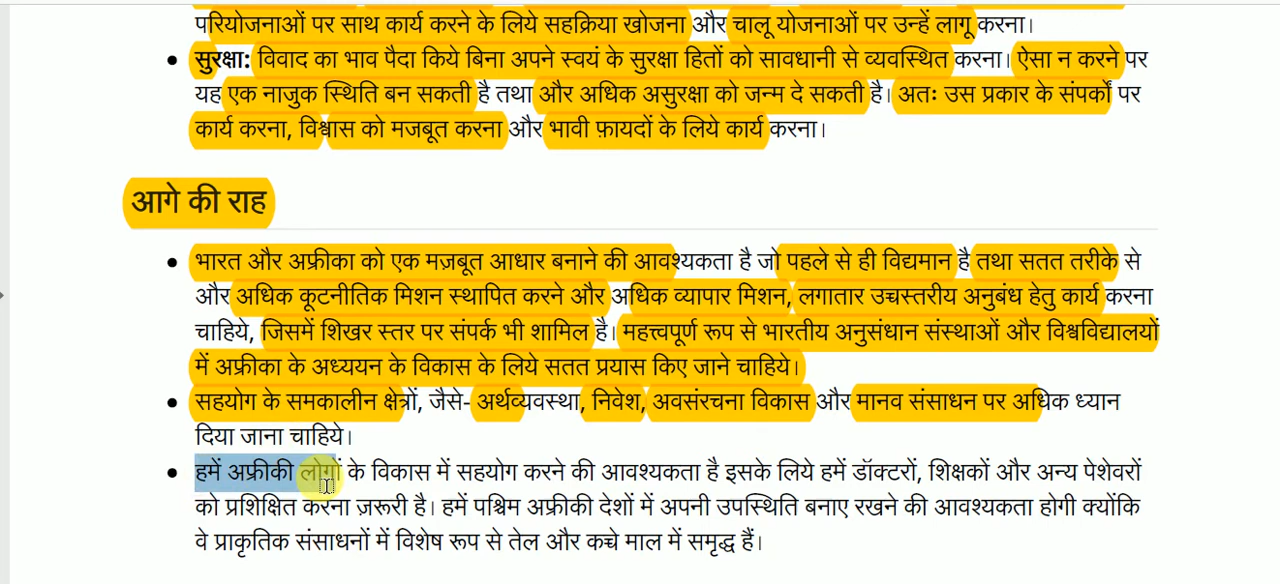 परियोजनाओं पर साथ कार्य करने के लिये सहक्रिया खोजना और चालू योजनाओं पर उन्हें लागू करना।
• सुरक्षा: विवाद का भाव पैदा किये बिना अपने स्वयं के सुरक्षा हितों को सावधानी से व्यवस्थित करना। ऐसा न करने पर
यह एक नाजुक स्थिति बन सकती है तथा और अधिक असुरक्षा को जन्म दे सकती है। अतः उस प्रकार के संपर्कों पर
कार्य करना, विश्वास को मजबूत करना और भावी फ़ायदों के लिये कार्य करना।
आगे की राह
• भारत और अफ्रीका को एक मज़बूत आधार बनाने की आवश्यकता है जो पहले से ही विद्यमान है तथा सतत तरीके से
और अधिक कूटनीतिक मिशन स्थापित करने और अधिक व्यापार मिशन, लगातार उच्चस्तरीय अनुबंध हेतु कार्य करना
चाहिये, जिसमें शिखर स्तर पर संपर्क भी शामिल है। महत्त्वपूर्ण रूप से भारतीय अनुसंधान संस्थाओं और विश्वविद्यालयों
में अफ्रीका के अध्ययन के विकास के लिये सतत प्रयास किए जाने चाहिये।
• सहयोग के समकालीन क्षेत्रों, जैसे- अर्थव्यवस्था, निवेश, अवसंरचना विकास और मानव संसाधन पर अधिक ध्यान
दिया जाना चाहिये।
• हमें अफ्रीकी लोगों के विकास में सहयोग करने की आवश्यकता है इसके लिये हमें डॉक्टरों, शिक्षकों और अन्य पेशेवरों
को प्रशिक्षित करना ज़रूरी है। हमें पश्चिम अफ्रीकी देशों में अपनी उपस्थिति बनाए रखने की आवश्यकता होगी क्योंकि
वे प्राकृतिक संसाधनों में विशेष रूप से तेल और कच्चे माल में समृद्ध हैं।